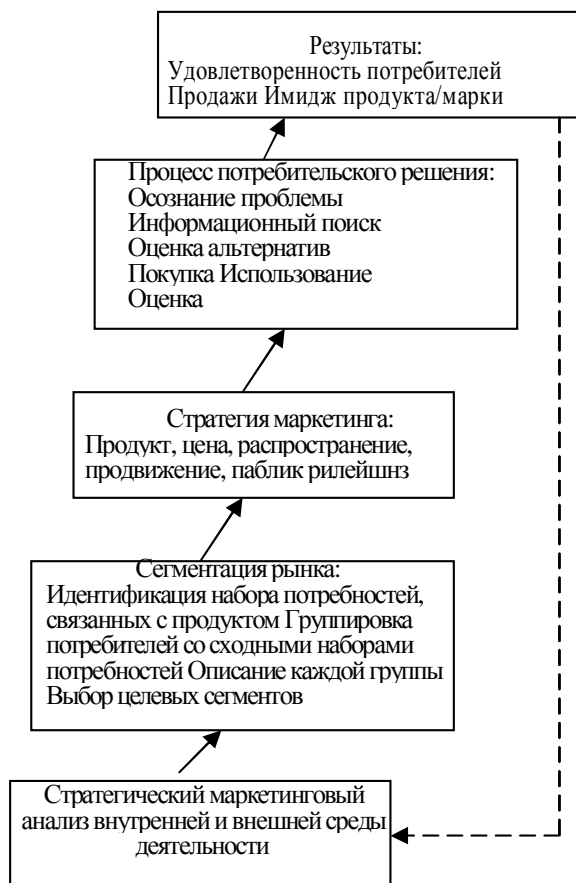 Результаты:
Удовлетворенность потребителей
Продажи Имидж продукта/марки
Процесс потребительского решения:
Осознание проблемы
Информационный поиск
Оценка альтернатив
Покупка Использование
Оценка
Стратегия маркетинга:
Продукт, цена, распространение,
продвижение, паблик рилейшнз
Сегментация рынка:
Идентификация набора потребностей,
связанных с продуктом Группировка
потребителей со сходными наборами
потребностей Описание каждой группы
Выбор целевых сегментов
Стратегический маркетинговый
анализ внутренней и внешней среды
деятельности